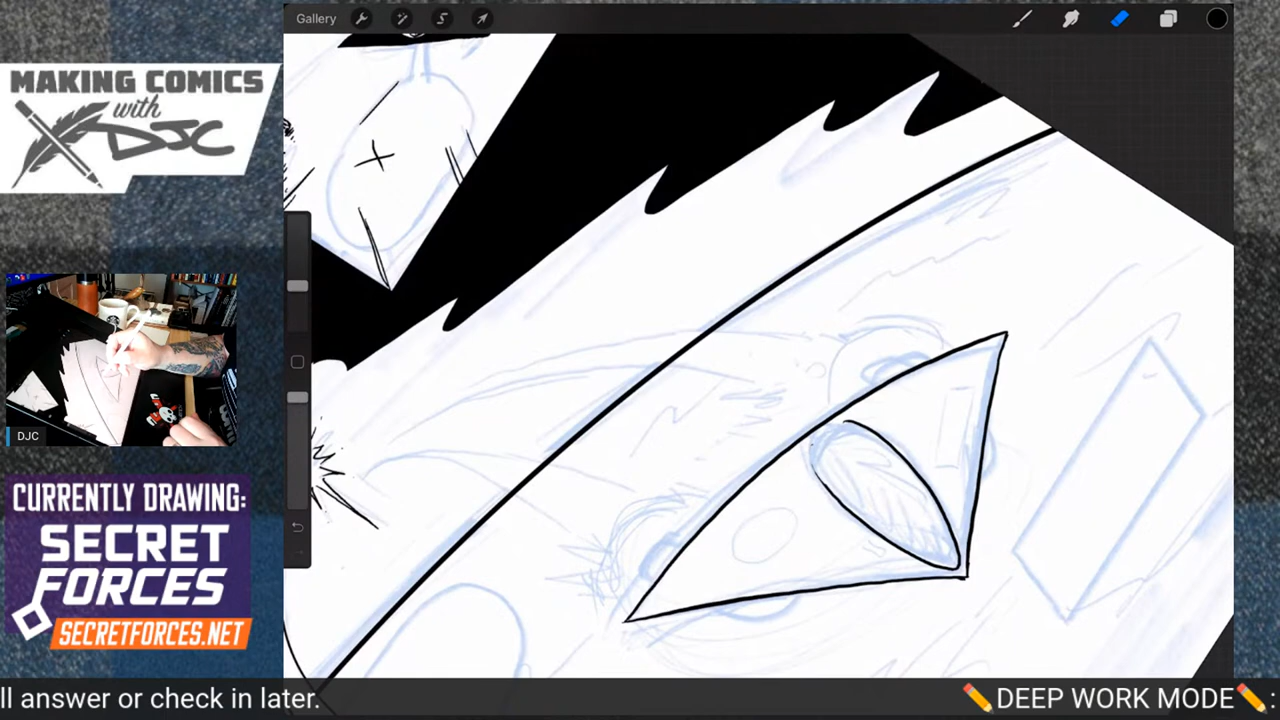 Gallery
MAKING COMICS
with
DJC
DJC
CURRENTLY DRAWING:
SECRET
FORCES
SECRETFORCES.NET
ll answer or check in later.
✏️DEEP WORK MODE✏️: